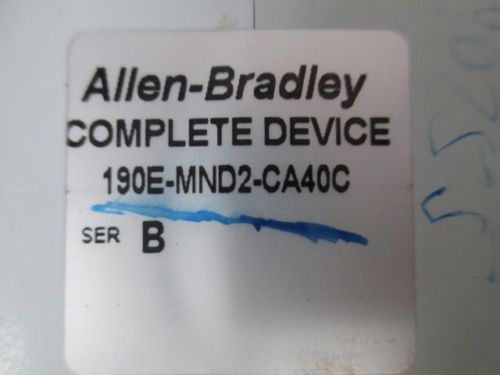 Allen-Bradley
COMPLETE DEVICE
190E-MND2-CA40C
SER B